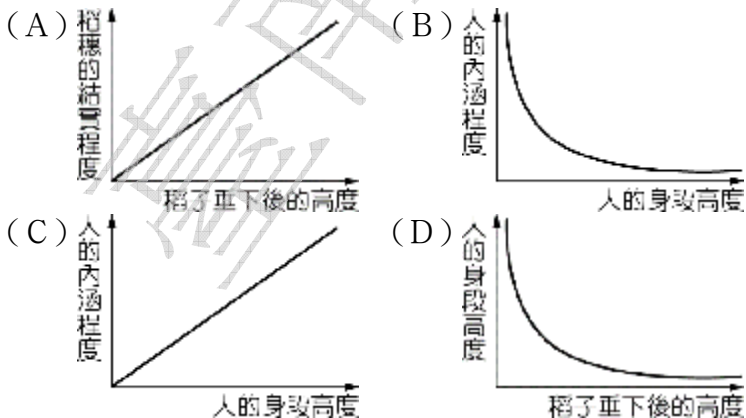 (A)
稻穗的結實程度
稻子垂下後的高度
(B)
人的內涵程度
人的身段高度
(C)
人的內涵程度
人的身段高度
(D)
人的身段高度
稻子垂下後的高度